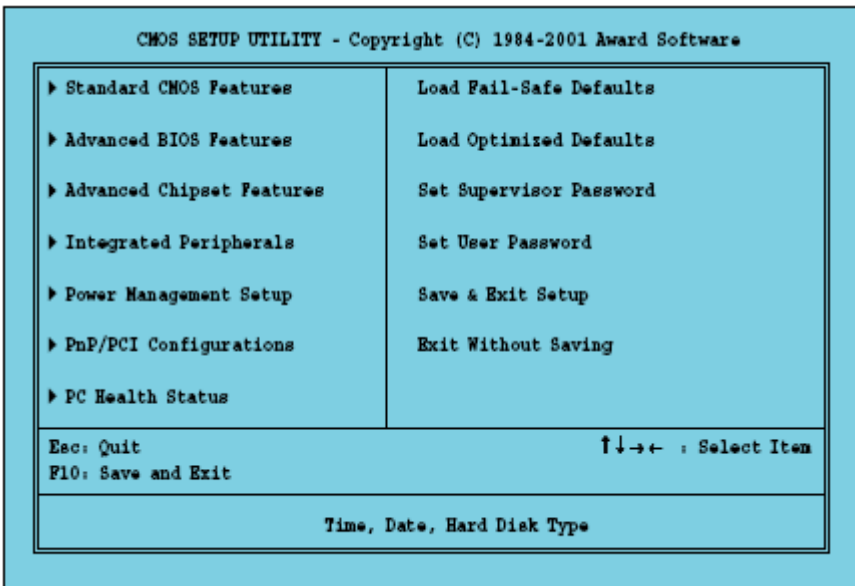 CMOS SETUP UTILITY - Copyright (C) 1984-2001 Award Software
Standard CMOS Features
Advanced BIOS Features
Advanced Chipset Features
Integrated Peripherals
Power Management Setup
PnP/PCI Configurations
PC Health Status
Load Fail-Safe Defaults
Load Optimized Defaults
Set Supervisor Password
Set User Password
Save & Exit Setup
Exit Without Saving
Esc: Quit
F10: Save and Exit
↑↓→← : Select Item
Time, Date, Hard Disk Type